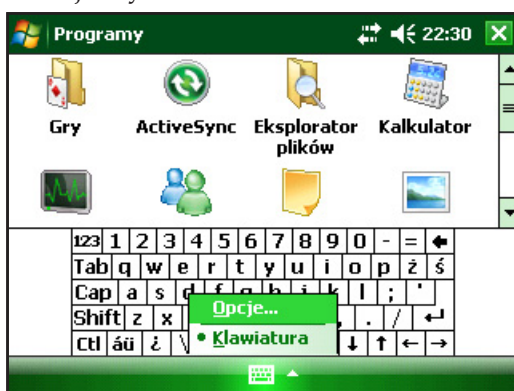 Programy 22:30
Gry ActiveSync Eksplorator plików Kalkulator
123 1 2 3 4 5 6 7 8 9 0 - =
Tab q w e r t y u i o p ż ś
Cap a s d f g h j k l ; '
Opcje...
Shift z x , . /
Klawiatura
Ctl áü ¿ \